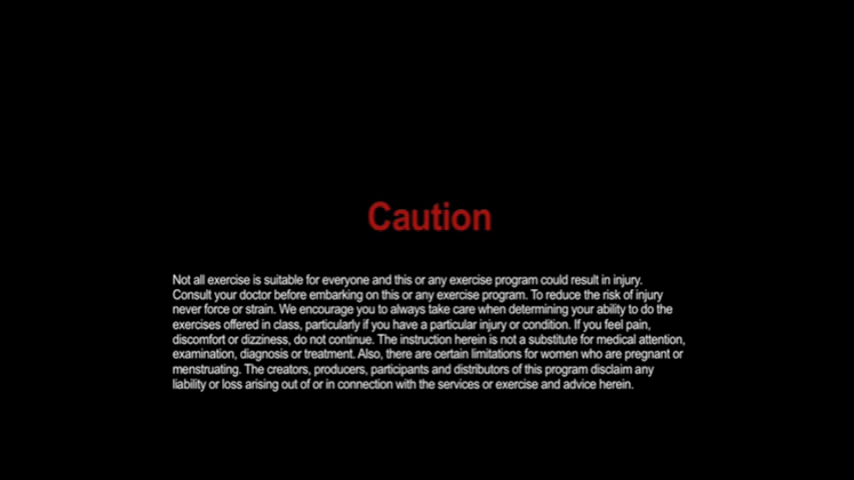 Caution
Not all exercise is suitable for everyone and this or any exercise program could result in injury.
Consult your doctor before embarking on this or any exercise program. To reduce the risk of injury
never force or strain. We encourage you to always take care when determining your ability to do the
exercises offered in class, particularly if you have a particular injury or condition. If you feel pain,
discomfort or dizziness, do not continue. The instruction herein is not a substitute for medical attention,
examination, diagnosis or treatment. Also, there are certain limitations for women who are pregnant or
menstruating. The creators, producers, participants and distributors of this program disclaim any
liability or loss arising out of or in connection with the services or exercise and advice herein.